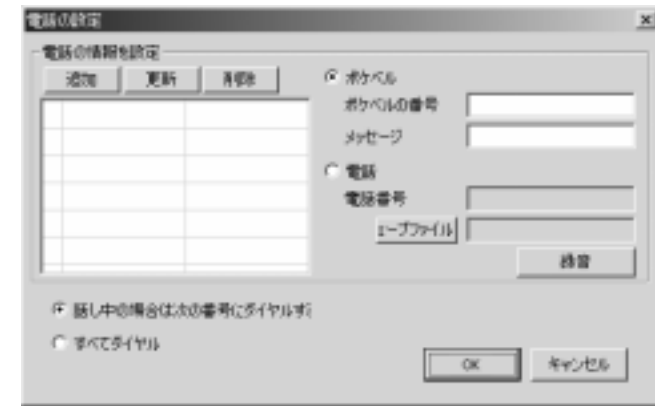 電話の設定
電話の情報を設定
追加 更新 削除
ポケベル
ポケベルの番号
メッセージ
電話
電話番号
ェーブファイル
録音
話し中の場合は次の番号にダイヤルす
すべてダイヤル
OK キャンセル